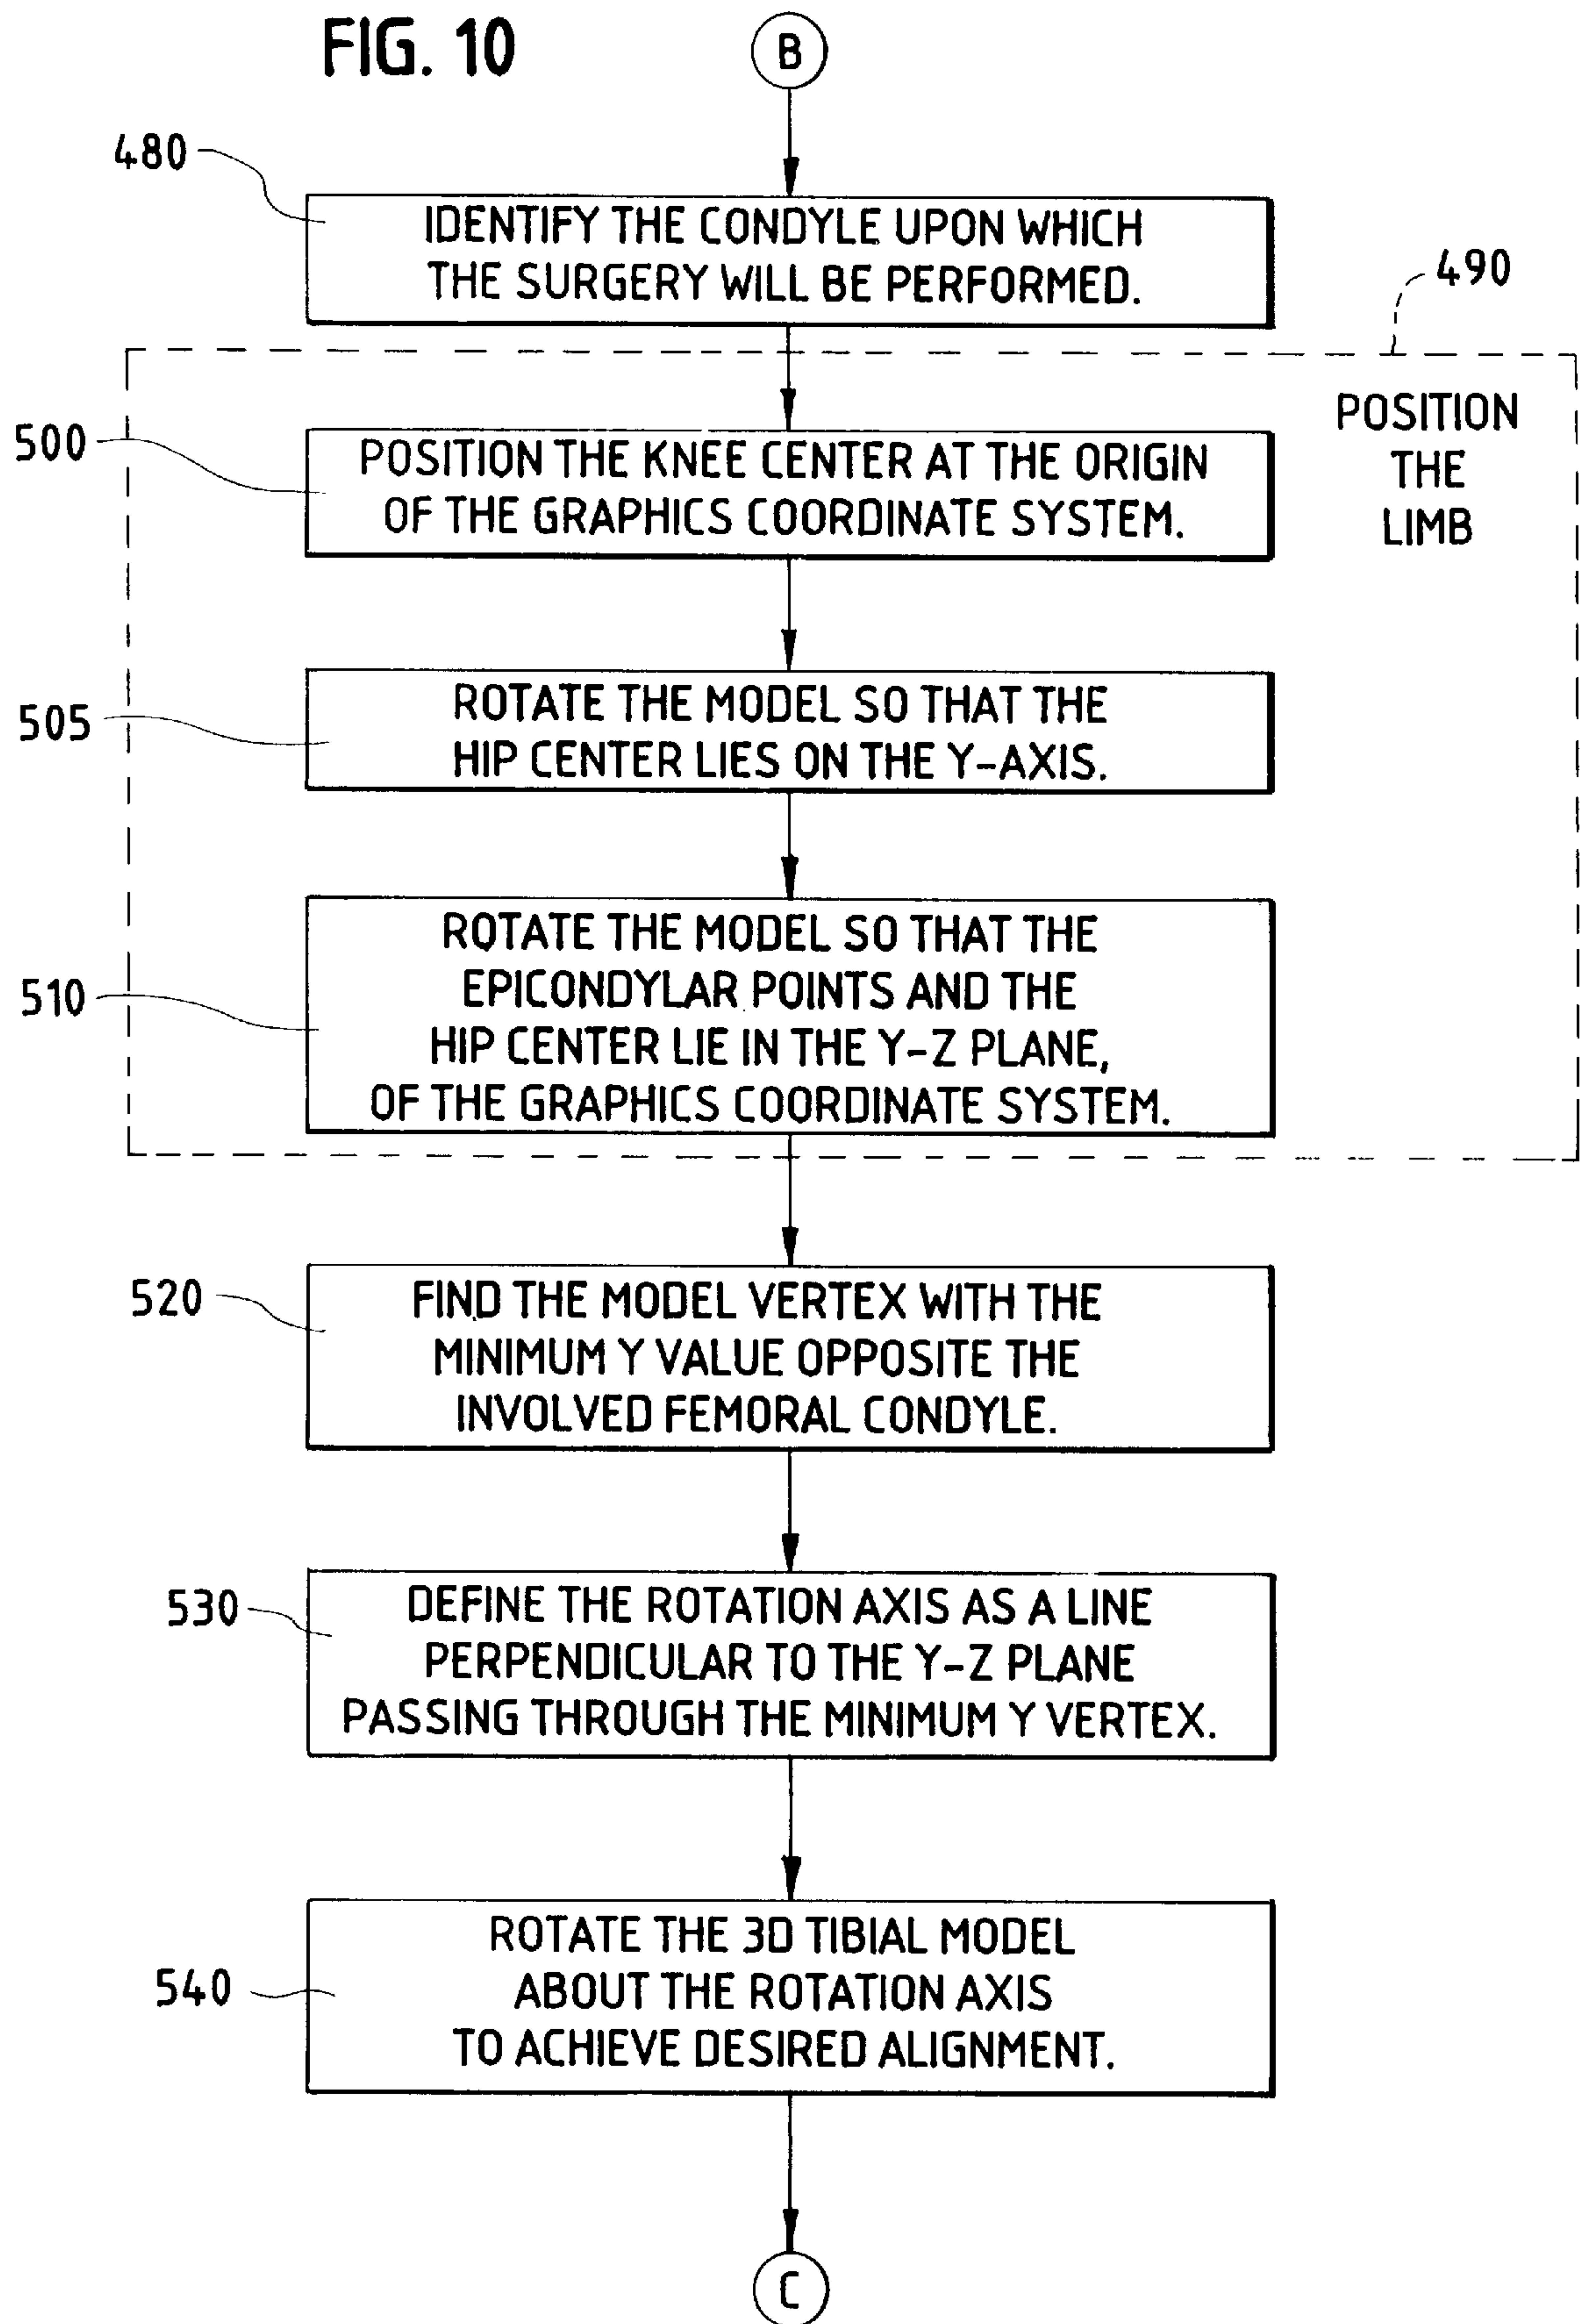 FIG. 10
B
480
IDENTIFY THE CONDYLE UPON WHICH
THE SURGERY WILL BE PERFORMED.
490
POSITION
THE
LIMB
500
POSITION THE KNEE CENTER AT THE ORIGIN
OF THE GRAPHICS COORDINATE SYSTEM.
505
ROTATE THE MODEL SO THAT THE
HIP CENTER LIES ON THE Y-AXIS.
510
ROTATE THE MODEL SO THAT THE
EPICONDYLAR POINTS AND THE
HIP CENTER LIE IN THE Y-Z PLANE,
OF THE GRAPHICS COORDINATE SYSTEM.
520
FIND THE MODEL VERTEX WITH THE
MINIMUM Y VALUE OPPOSITE THE
INVOLVED FEMORAL CONDYLE.
530
DEFINE THE ROTATION AXIS AS A LINE
PERPENDICULAR TO THE Y-Z PLANE
PASSING THROUGH THE MINIMUM Y VERTEX.
540
ROTATE THE 3D TIBIAL MODEL
ABOUT THE ROTATION AXIS
TO ACHIEVE DESIRED ALIGNMENT.
C